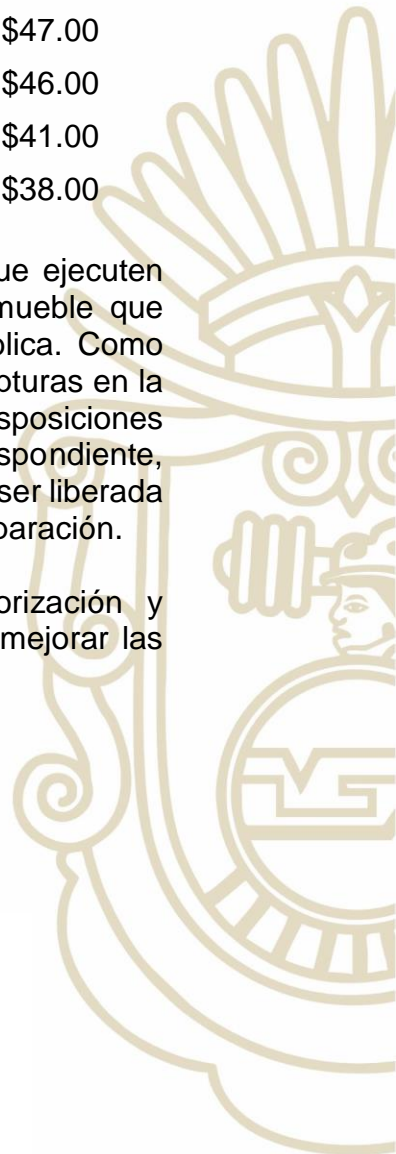 $47.00
$46.00
$41.00
$38.00
ue ejecuten
mueble que
olica. Como
oturas en la
sposiciones
spondiente,
ser liberada
paración.
orización y
mejorar las